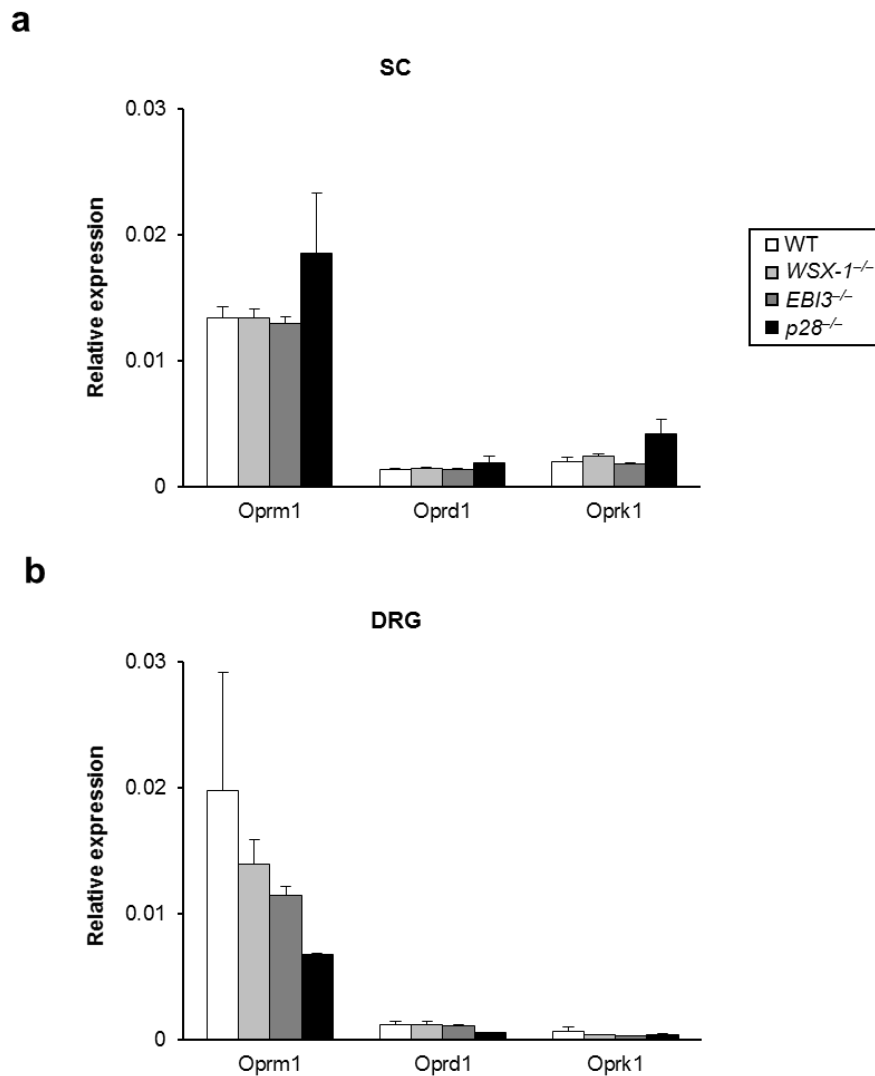 a
SC
0.03
0.02
0.01
0
Relative expression
Oprm1 Oprd1 Oprk1
WT
WSX-1−/−
EBI3−/−
p28−/−
b
DRG
0.03
0.02
0.01
0
Relative expression
Oprm1 Oprd1 Oprk1